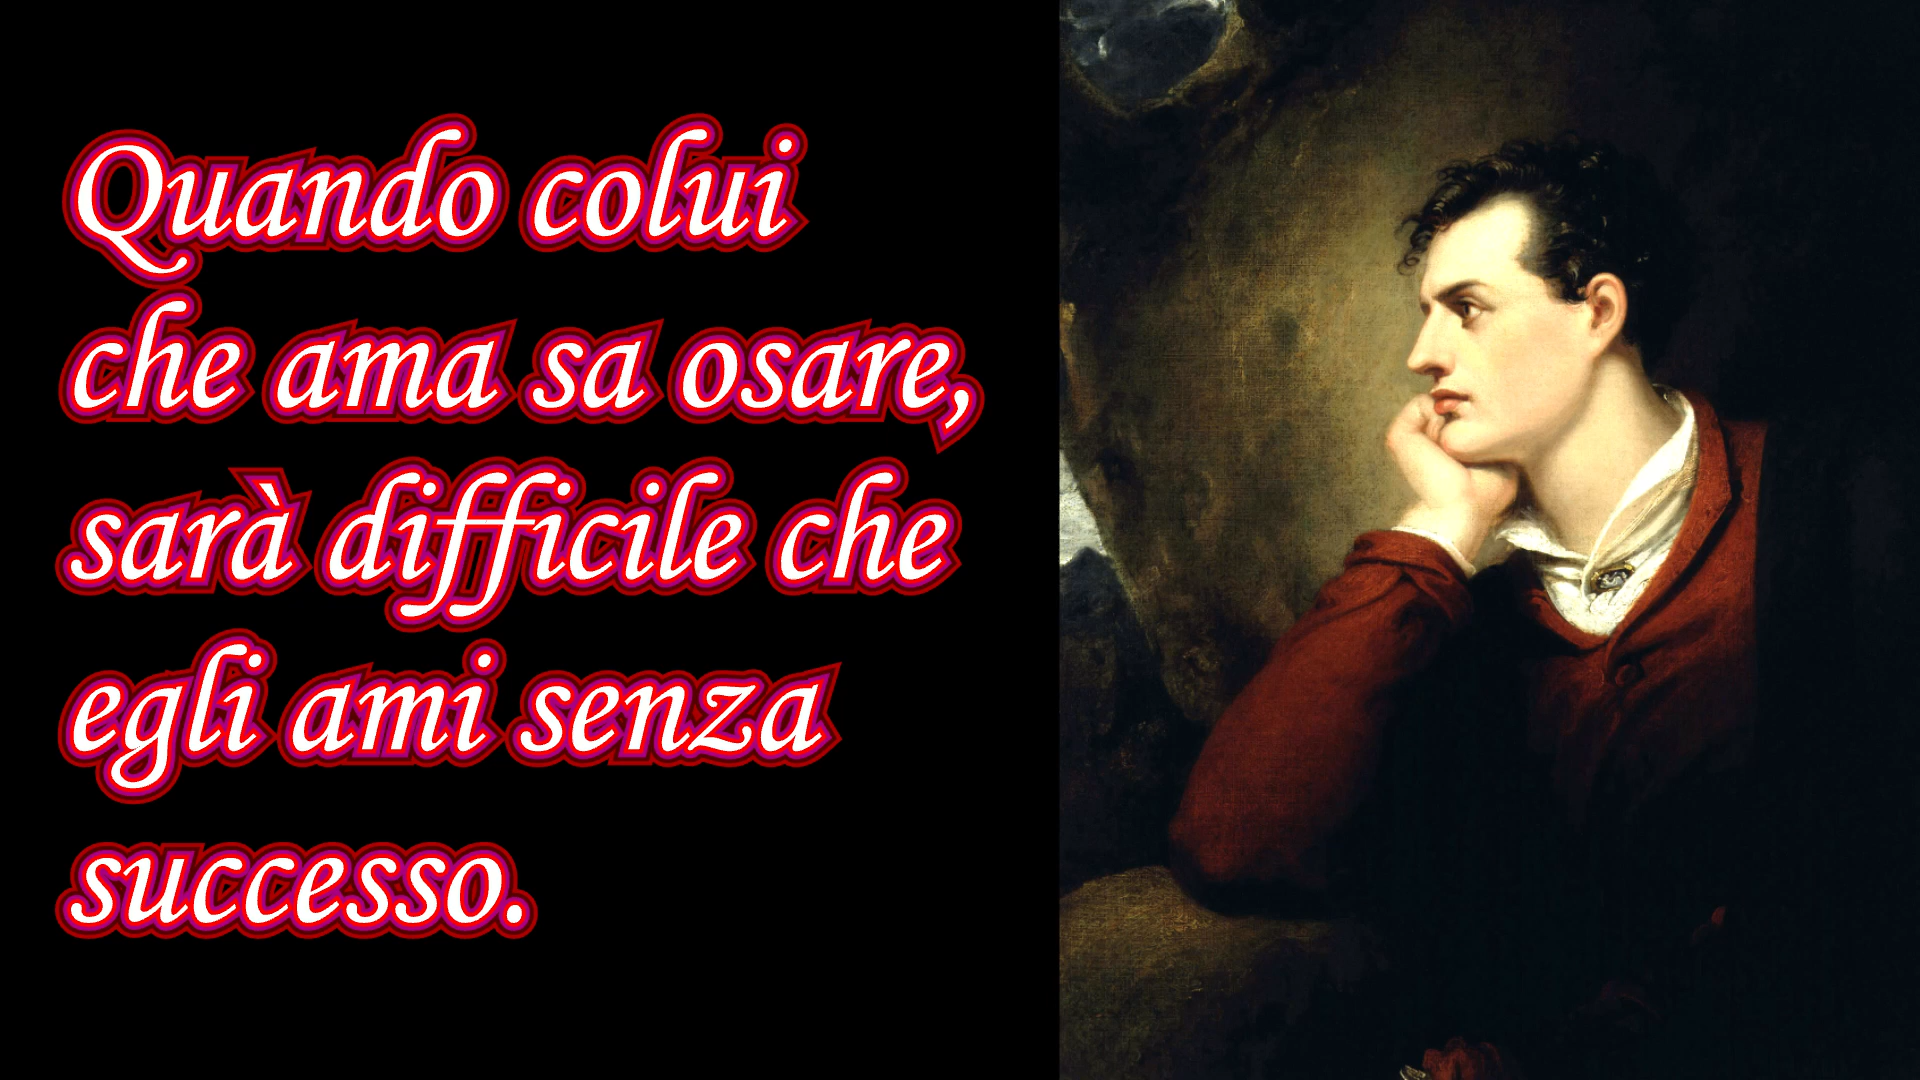 Quando colui
che ama sa osare,
sarà difficile che
egli ami senza
successo.